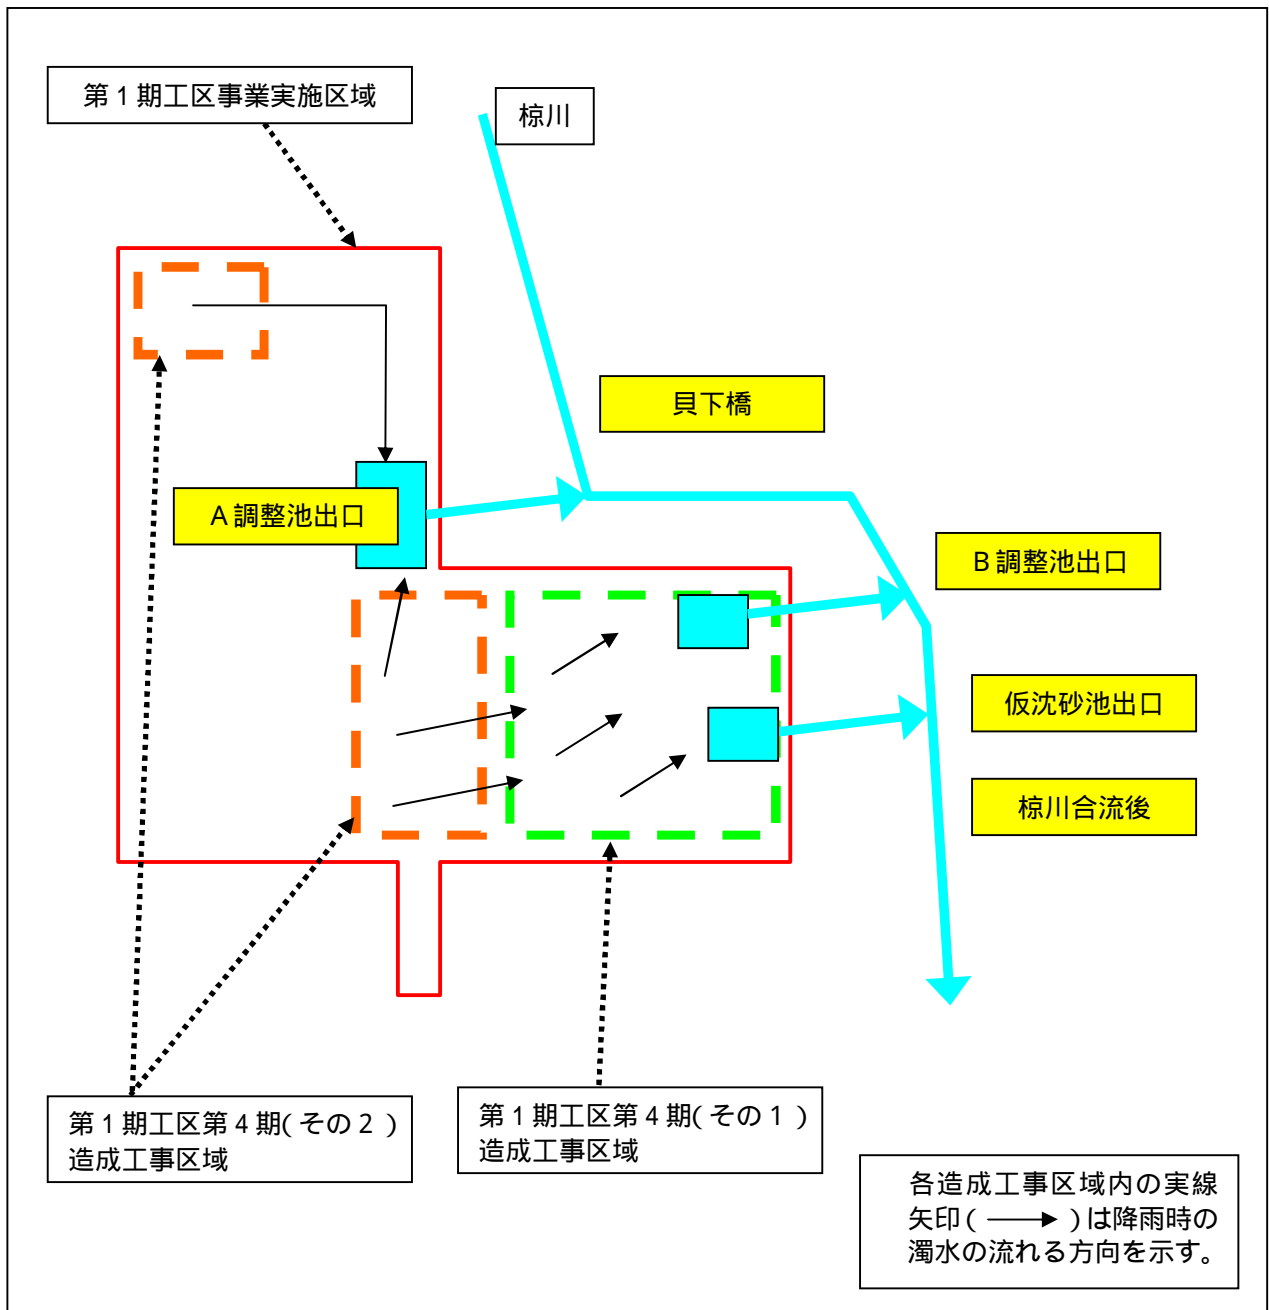 第1期工区事業実施区域
椋川
貝下橋
A調整池出口
B調整池出口
仮沈砂池出口
椋川合流後
第1期工区第4期(その2)
造成工事区域
第1期工区第4期(その1)
造成工事区域
各造成工事区域内の実線
矢印( )は降雨時の
濁水の流れる方向を示す。